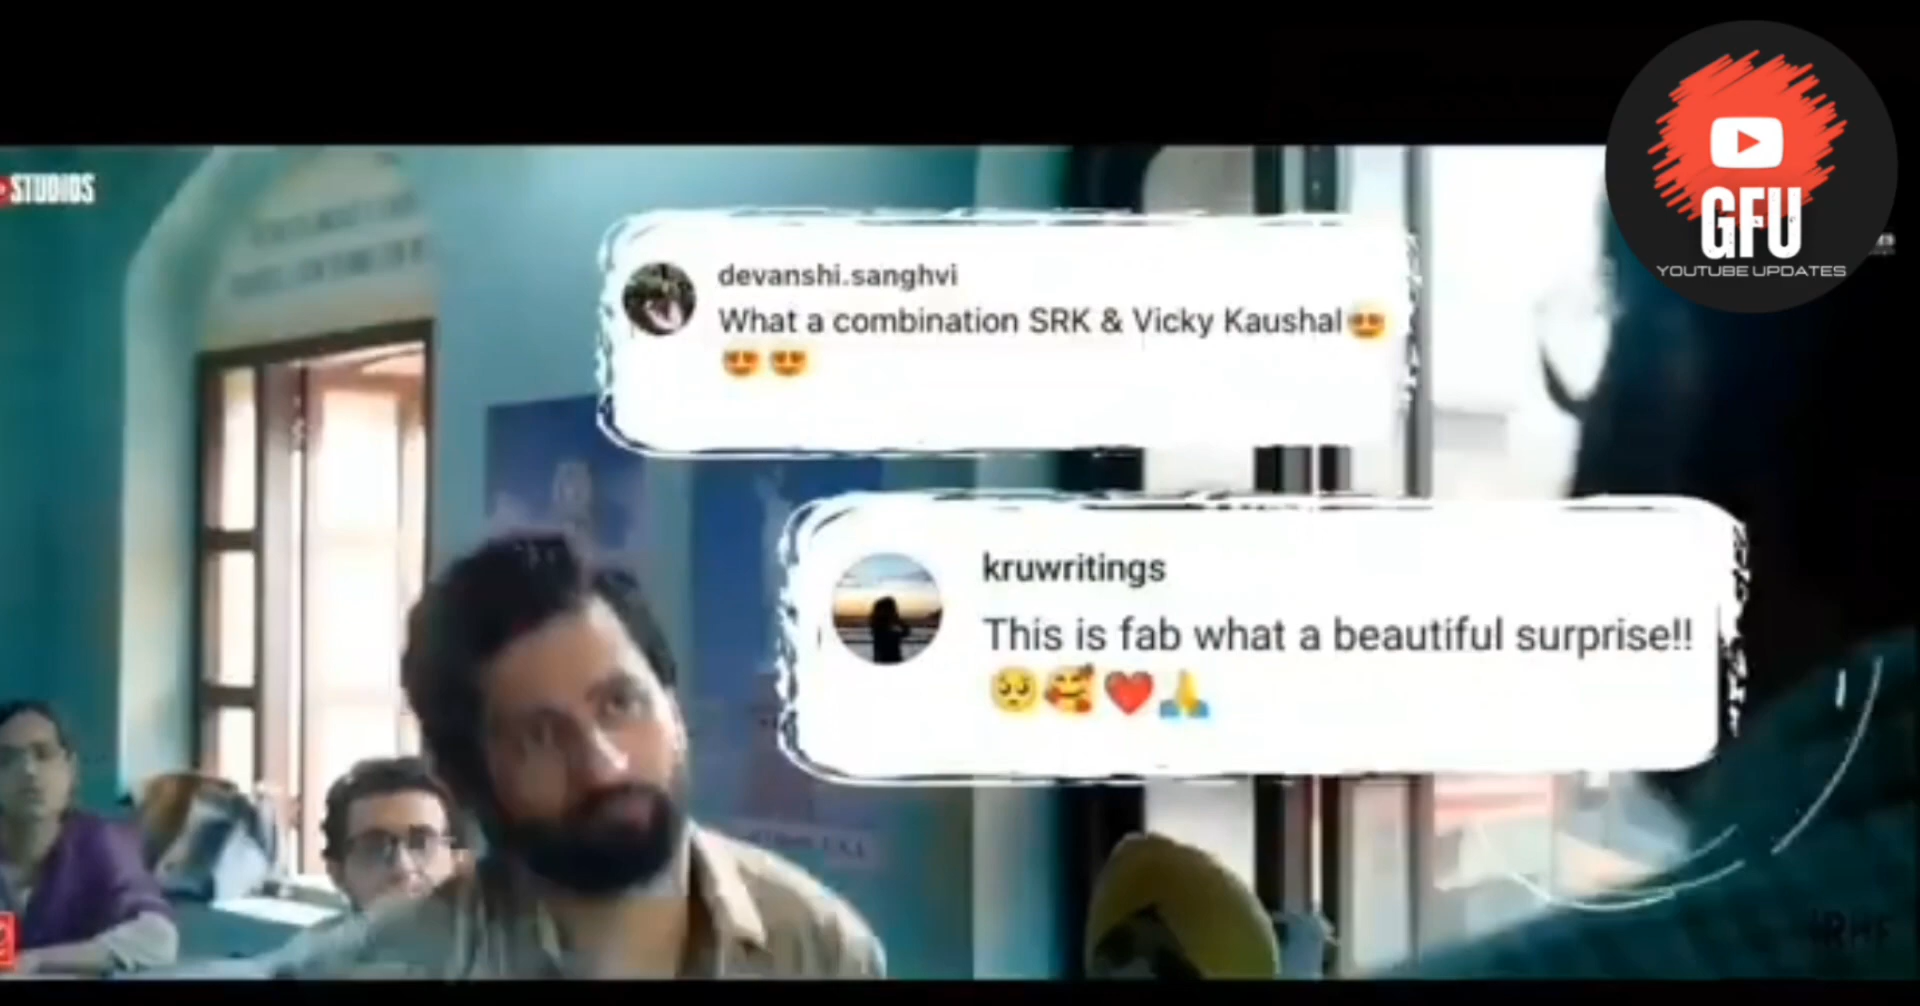 STUDIOS
GFU
YOUTUBE UPDATES
devanshi.sanghvi
What a combination SRK & Vicky Kaushal😍
😍😍
kruwritings
This is fab what a beautiful surprise!!
🥺🥰❤️🙏